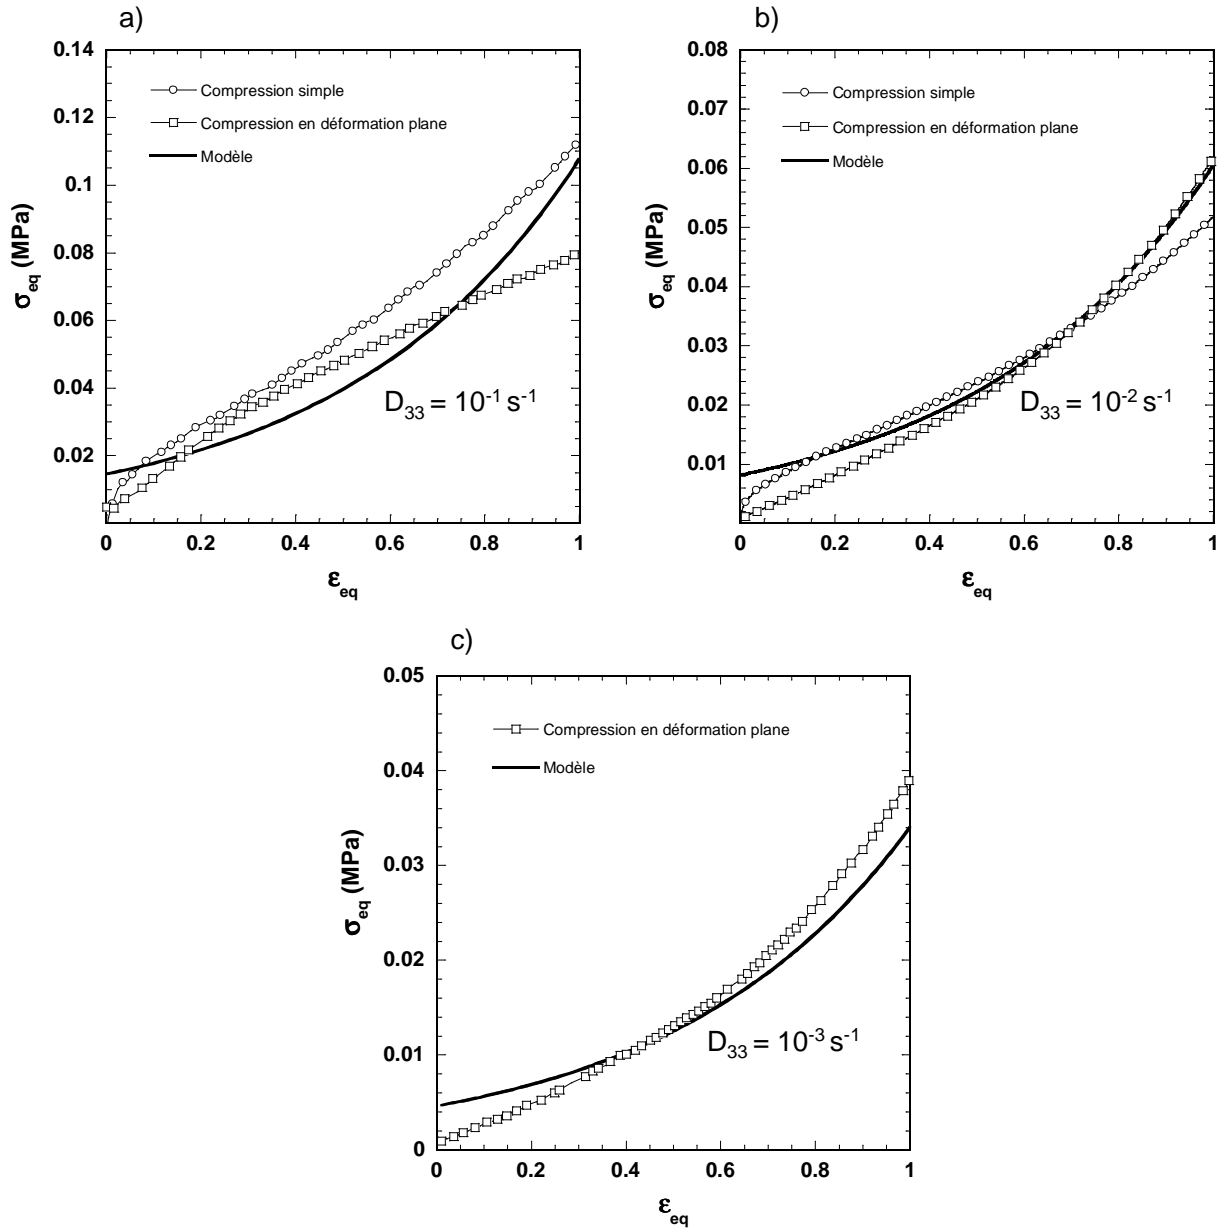 a)
0.14
0.12
0.1
0.08
0.06
0.04
0.02
σeq (MPa)
Compression simple
Compression en déformation plane
Modèle
D33 = 10-1 s-1
0 0.2 0.4 0.6 0.8 1
εeq
b)
0.08
0.07
0.06
0.05
0.04
0.03
0.02
0.01
σeq (MPa)
Compression simple
Compression en déformation plane
Modèle
D33 = 10-2 s-1
0 0.2 0.4 0.6 0.8 1
εeq
c)
0.05
0.04
0.03
0.02
0.01
0
σeq (MPa)
Compression en déformation plane
Modèle
D33 = 10-3 s-1
0 0.2 0.4 0.6 0.8 1
εeq